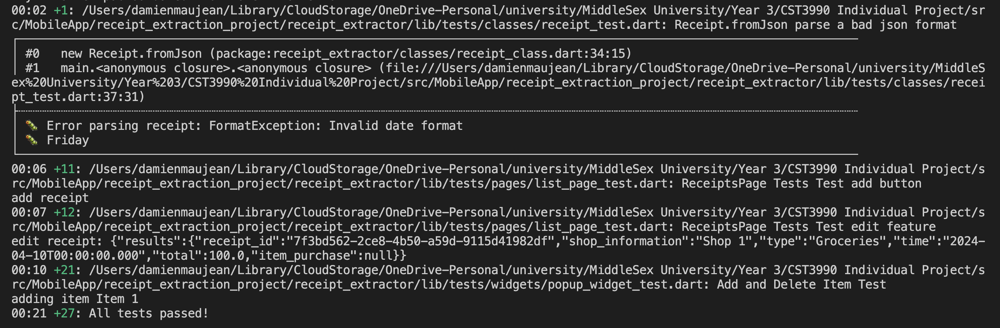 00:02 +1: /Users/damienmaujean/Library/CloudStorage/OneDrive-Personal/university/MiddleSex University/Year 3/CST3990 Individual Project/sr
c/MobileApp/receipt_extraction_project/receipt_extractor/lib/tests/classes/receipt_test.dart: Receipt.fromJson parse a bad json format
#0   new Receipt.fromJson (package:receipt_extractor/classes/receipt_class.dart:34:15)
#1   main.<anonymous closure>.<anonymous closure> (file:///Users/damienmaujean/Library/CloudStorage/OneDrive-Personal/university/MiddleS
ex%20University/Year%203/CST3990%20Individual%20Project/src/MobileApp/receipt_extraction_project/receipt_extractor/lib/tests/classes/recei
pt_test.dart:37:31)
🐛 Error parsing receipt: FormatException: Invalid date format
🐛 Friday
00:06 +11: /Users/damienmaujean/Library/CloudStorage/OneDrive-Personal/university/MiddleSex University/Year 3/CST3990 Individual Project/s
rc/MobileApp/receipt_extraction_project/receipt_extractor/lib/tests/pages/list_page_test.dart: ReceiptsPage Tests Test add button
add receipt
00:07 +12: /Users/damienmaujean/Library/CloudStorage/OneDrive-Personal/university/MiddleSex University/Year 3/CST3990 Individual Project/s
rc/MobileApp/receipt_extraction_project/receipt_extractor/lib/tests/pages/list_page_test.dart: ReceiptsPage Tests Test edit feature
edit receipt: {"results":{"receipt_id":"7f3bd562-2ce8-4b50-a59d-9115d41982df","shop_information":"Shop 1","type":"Groceries","time":"2024-
04-10T00:00:00.000","total":100.0,"item_purchase":null}}
00:10 +21: /Users/damienmaujean/Library/CloudStorage/OneDrive-Personal/university/MiddleSex University/Year 3/CST3990 Individual Project/s
rc/MobileApp/receipt_extraction_project/receipt_extractor/lib/tests/widgets/popup_widget_test.dart: Add and Delete Item Test
adding item Item 1
00:21 +27: All tests passed!